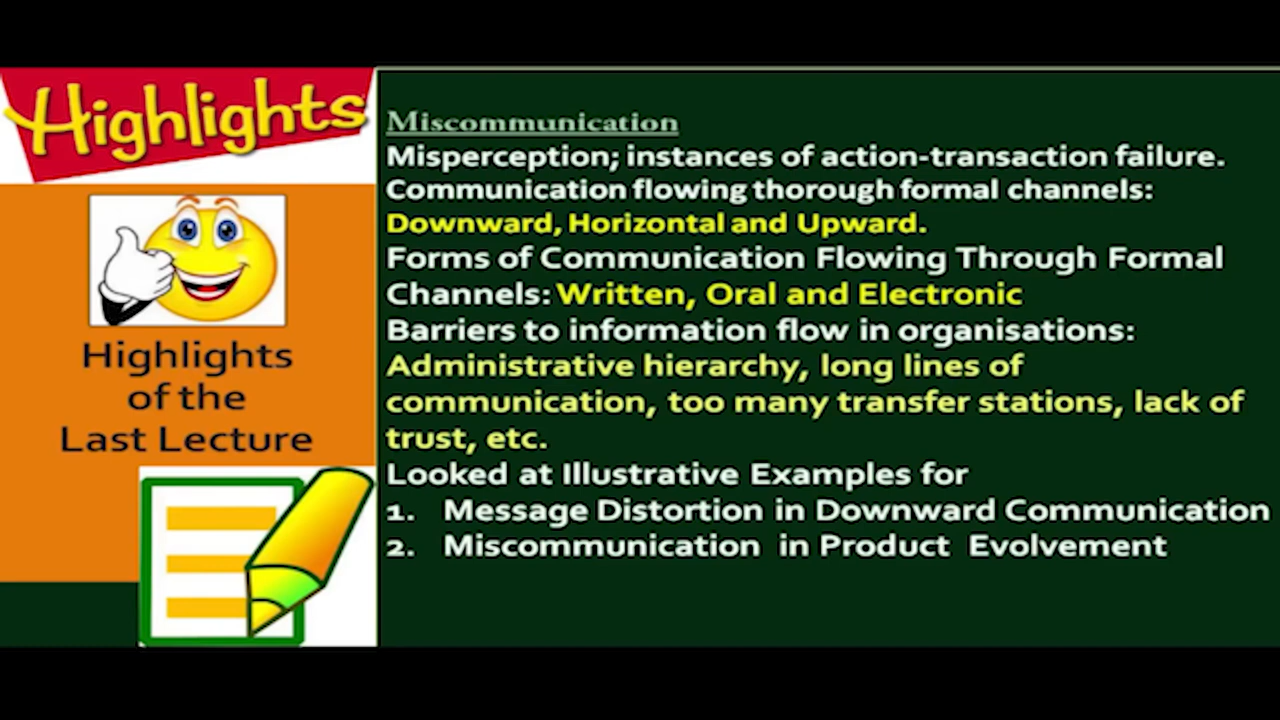 Highlights
Highlights
of the
Last Lecture
Miscommunication
Misperception; instances of action-transaction failure.
Communication flowing thorough formal channels:
Downward, Horizontal and Upward.
Forms of Communication Flowing Through Formal
Channels: Written, Oral and Electronic
Barriers to information flow in organisations:
Administrative hierarchy, long lines of
communication, too many transfer stations, lack of
trust, etc.
Looked at Illustrative Examples for
1. Message Distortion in Downward Communication
2. Miscommunication in Product Evolvement